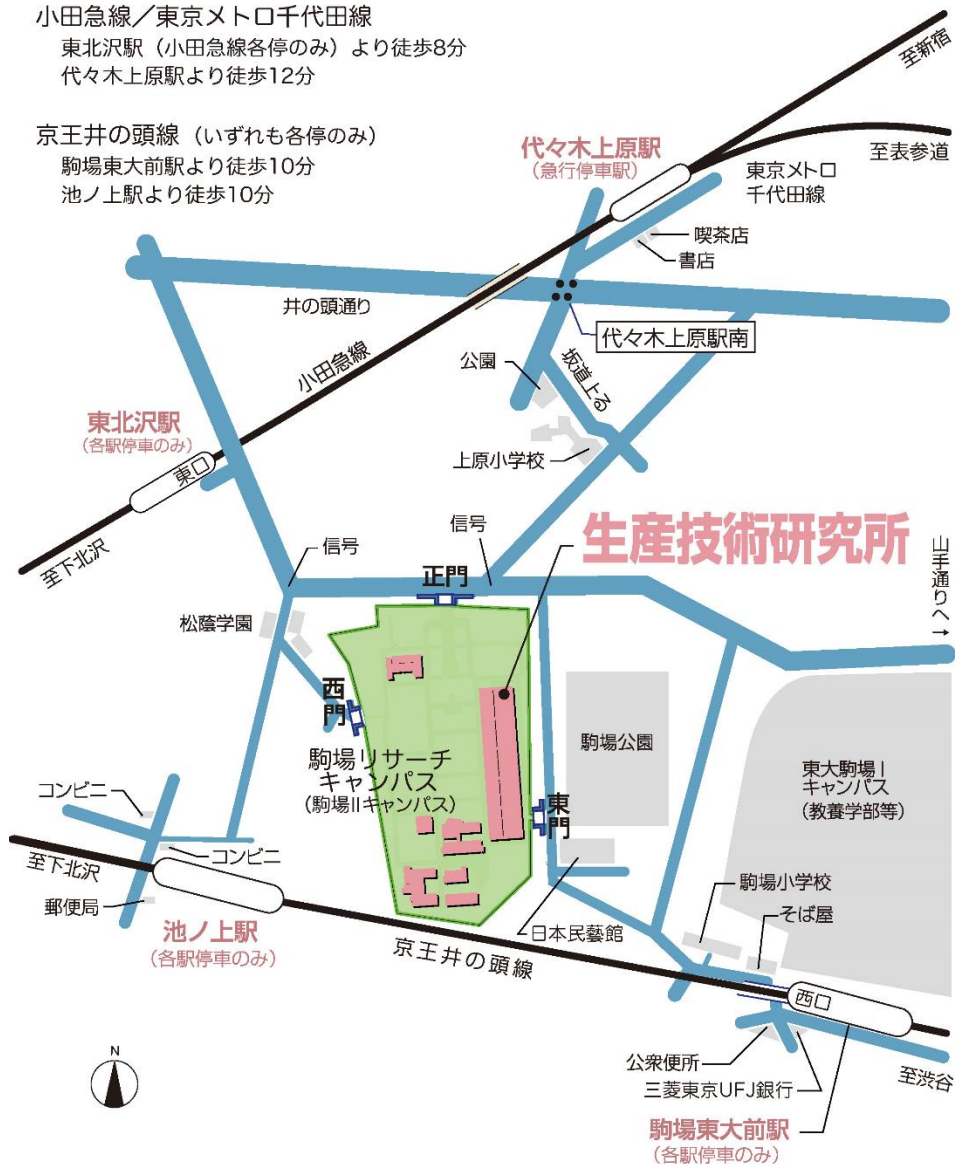 小田急線／東京メトロ千代田線
東北沢駅（小田急線各停のみ）より徒歩8分
代々木上原駅より徒歩12分
京王井の頭線（いずれも各停のみ）
駒場東大前駅より徒歩10分
池ノ上駅より徒歩10分
至新宿
代々木上原駅
（急行停車駅）
至表参道
東京メトロ
千代田線
喫茶店
書店
井の頭通り
代々木上原駅南
小田急線
公園
坂道上る
東北沢駅
（各駅停車のみ）
東口
上原小学校
至下北沢
信号
信号
生産技術研究所
山手通りへ→
正門
松蔭学園
西門
駒場リサーチ
キャンパス
（駒場IIキャンパス）
駒場公園
東大駒場I
キャンパス
（教養学部等）
東門
コンビニ
コンビニ
至下北沢
郵便局
池ノ上駅
（各駅停車のみ）
京王井の頭線
日本民藝館
駒場小学校
そば屋
西口
N
公衆便所
三菱東京UFJ銀行
至渋谷
駒場東大前駅
（各駅停車のみ）